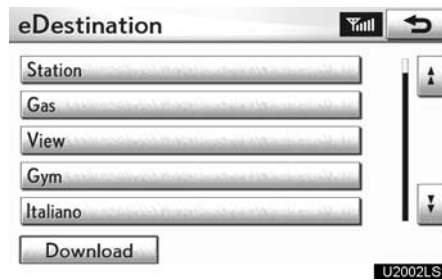 eDestination
Station
Gas
View
Gym
Italiano
Download
U2002LS